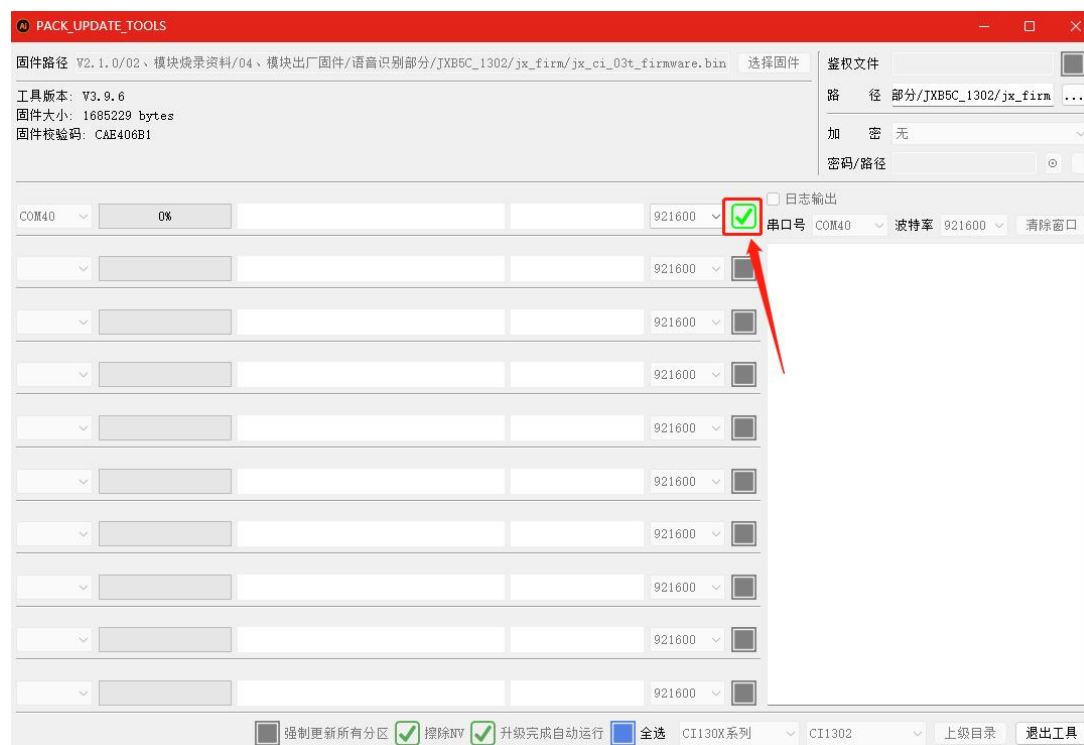 PACK_UPDATE_TOOLS
固件路径 V2.1.0/02、模块烧录资料/04、模块出厂固件/语音识别部分/JXB5C_1302/jx_firm/jx_ci_03t_firmware.bin 选择固件
鉴权文件
工具版本: V3.9.6
路 径 部分/JXB5C_1302/jx_firm ...
固件大小: 1685229 bytes
固件校验码: CAE406B1
加 密 无
密码/路径
日志输出
COM40 0% 921600
串口号 COM40 波特率 921600 清除窗口
921600
921600
921600
921600
921600
921600
921600
921600
921600
强制更新所有分区 擦除NV 升级完成自动运行 全选 CI130X系列 CI1302 上级目录 退出工具